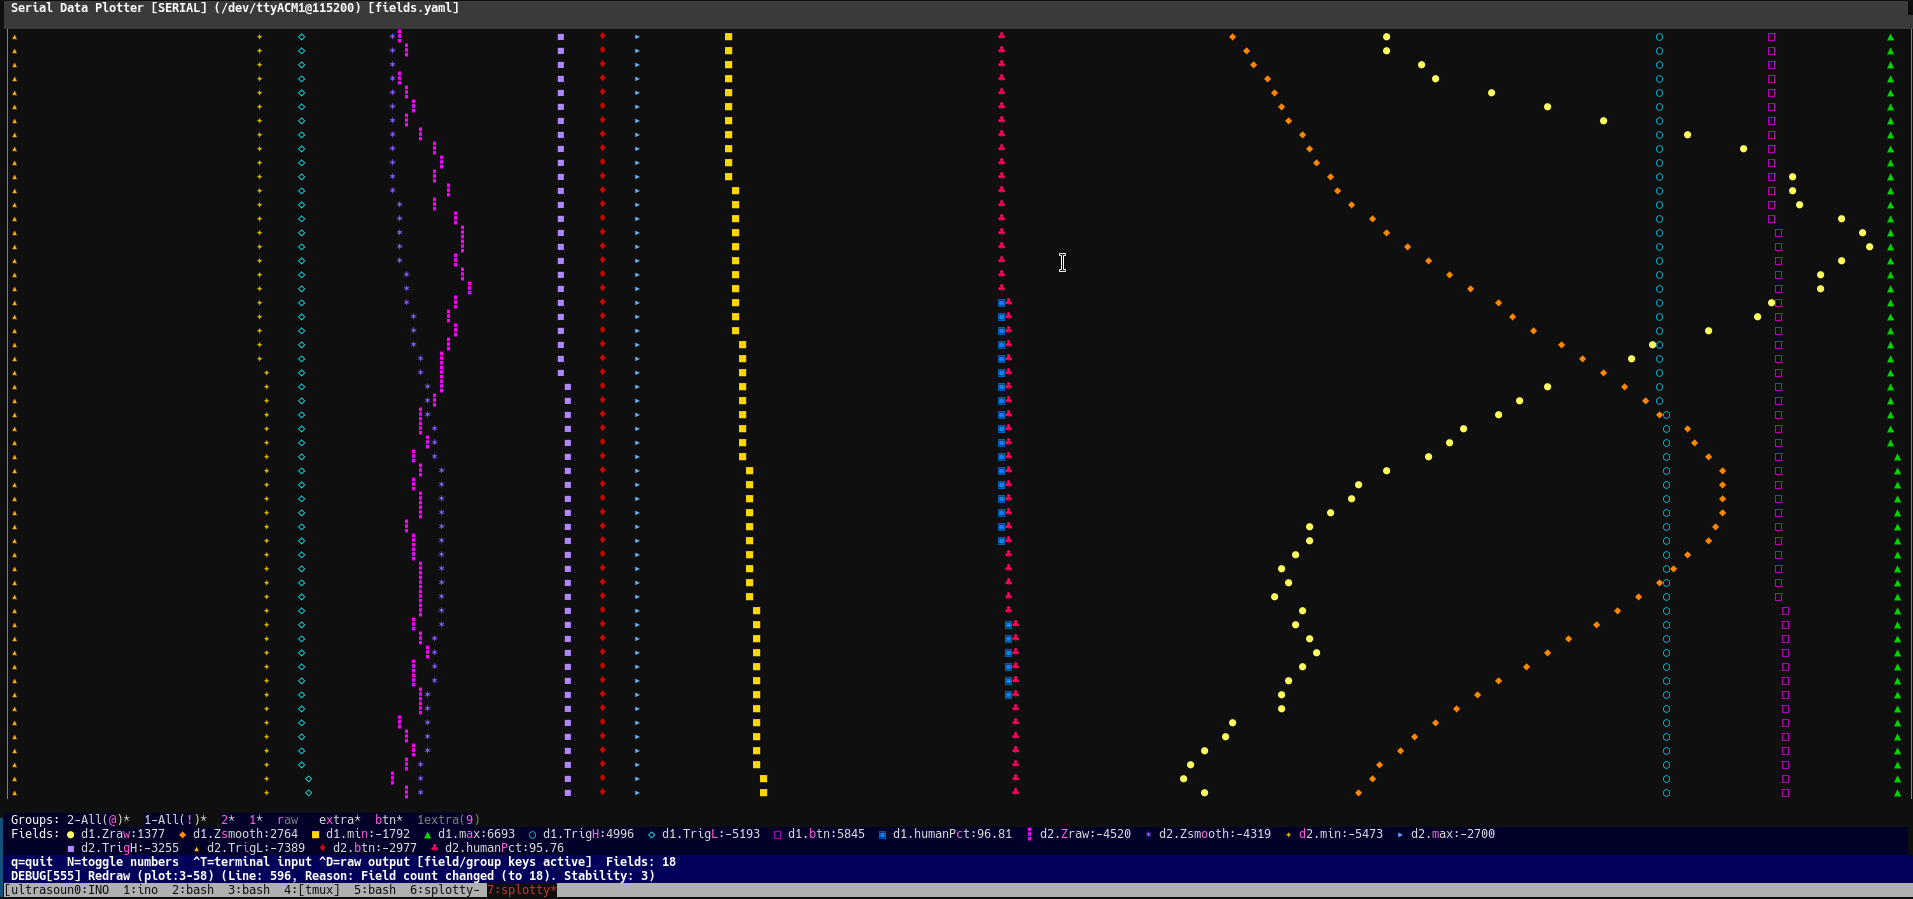 Serial Data Plotter [SERIAL] (/dev/ttyACM1@115200) [fields.yaml]
Groups: 2-All(@)* 1-All(!)* 2* 1* raw extra* btn* 1extra(9)
Fields: ● d1.Zraw:1377 ◆ d1.Zsmooth:2764 ■ d1.min:-1792 ▲ d1.max:6693 ○ d1.TrigH:4996 ◇ d1.TrigL:-5193 □ d1.btn:5845 ▣ d1.humanPct:96.81 ┇ d2.Zraw:-4520 ✶ d2.Zsmooth:-4319 ✦ d2.min:-5473 ▸ d2.max:-2700
■ d2.TrigH:-3255 ▴ d2.TrigL:-7389 ♦ d2.btn:-2977 ♣ d2.humanPct:95.76
q=quit N=toggle numbers ^T=terminal input ^D=raw output [field/group keys active] Fields: 18
DEBUG[555] Redraw (plot:3-58) (Line: 596, Reason: Field count changed (to 18). Stability: 3)
[ultrasoun0:INO 1:ino 2:bash 3:bash 4:[tmux] 5:bash 6:splotty- 7:splotty*